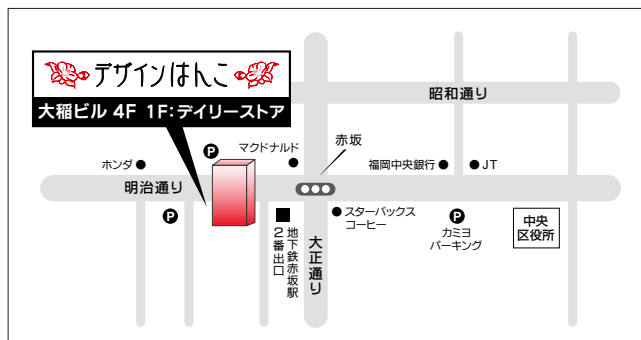 デザインはんこ
大稲ビル 4F 1F:デイリーストア
昭和通り
赤坂
マクドナルド
P
ホンダ
福岡中央銀行
JT
明治通り
P
スターバックス
コーヒー
P
カミヨ
パーキング
中央
区役所
地下鉄赤坂駅
2番出口
大正通り